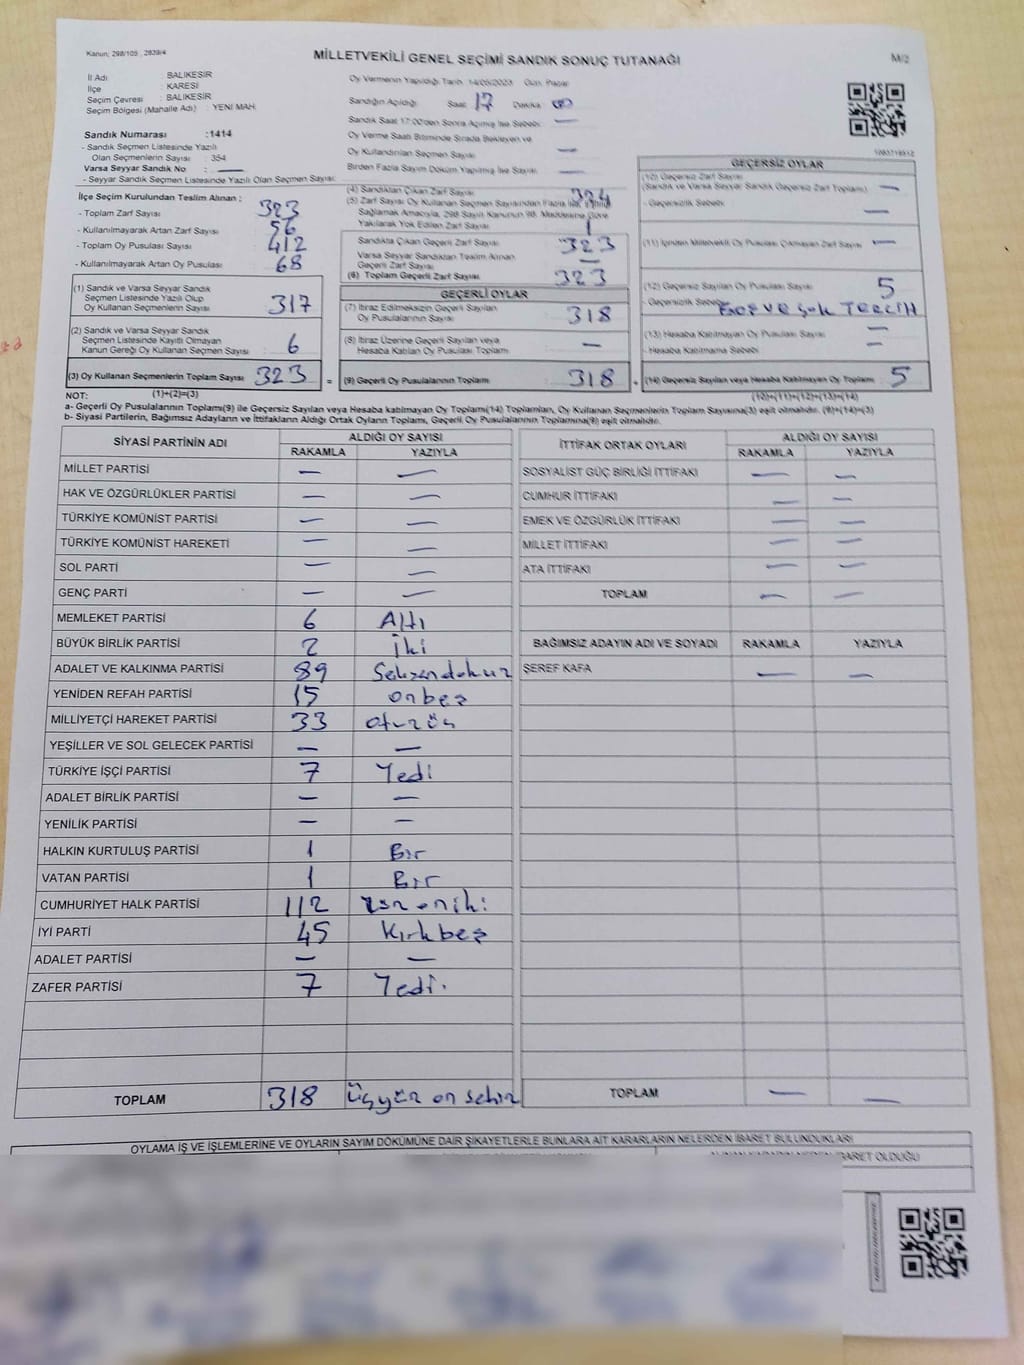 Kanun; 298/105 , 2839/4
MİLLETVEKİLİ GENEL SEÇİMİ SANDIK SONUÇ TUTANAĞI
M/2
İl Adı : BALIKESİR
İlçe : KARESİ
Seçim Çevresi : BALIKESİR
Seçim Bölgesi (Mahalle Adı) : YENİ MAH.
Sandık Numarası : 1414
- Sandık Seçmen Listesinde Yazılı
Olan Seçmenlerin Sayısı : 354
Varsa Seyyar Sandık No : —
- Seyyar Seçmen Listesinde Yazılı Olan Seçmen Sayısı:
Oy Vermenin Yapıldığı Tarih: 14/05/2023 Gün: Pazar
Sandığın Açıldığı: Saat 17 Dakika
Sandık Saat 17:00'den Sonra Açılmış İse Sebebi: —
Oy Verme Saati Bitiminde Sırada Bekleyen ve
Oy Kullandırılan Seçmen Sayısı —
Birden Fazla Sayım Döküm Yapılmış İse Sayısı —
İlçe Seçim Kurulundan Teslim Alınan :
- Toplam Zarf Sayısı 323
- Kullanılmayarak Artan Zarf Sayısı 56
- Toplam Oy Pusulası Sayısı 412
- Kullanılmayarak Artan Oy Pusulası 68
(1) Sandık ve Varsa Seyyar Sandık
Seçmen Listesinde Yazılı Olup
Oy Kullanan Seçmenlerin Sayısı 317
(2) Sandık ve Varsa Seyyar Sandık
Seçmen Listesinde Kayıtlı Olmayan
Kanun Gereği Oy Kullanan Seçmen Sayısı : 6
(3) Oy Kullanan Seçmenlerin Toplam Sayısı 323 =
(4) Sandıktan Çıkan Zarf Sayısı 324
(5) Zarf Sayısı Oy Kullanan Seçmen Sayısından Fazla İse, Eşitliği
Sağlamak Amacıyla, 298 Sayılı Kanunun 98. Maddesine Göre
Yakılarak Yok Edilen Zarf Sayısı 1
Sandıkta Çıkan Geçerli Zarf Sayısı 323
Varsa Seyyar Sandıktan Teslim Alınan
Geçerli Zarf Sayısı —
(6) Toplam Geçerli Zarf Sayısı 323
GEÇERLİ OYLAR
(7) İtiraz Edilmeksizin Geçerli Sayılan
Oy Pusulalarının Sayısı 318
(8) İtiraz Üzerine Geçerli Sayılan veya
Hesaba Katılan Oy Pusulası Toplamı —
(9) Geçerli Oy Pusulalarının Toplamı 318 +
GEÇERSİZ OYLAR
(10) Geçersiz Zarf Sayısı
(Sandık ve Varsa Seyyar Sandık Geçersiz Zarf Toplamı) —
- Geçersizlik Sebebi —
(11) İçinden Milletvekili Oy Pusulası Çıkmayan Zarf Sayısı —
(12) Geçersiz Sayılan Oy Pusulası Sayısı 5
- Geçersizlik Sebebi BOŞ VE ÇOK TERCİH
(13) Hesaba Katılmayan Oy Pusulası Sayısı —
- Hesaba Katılmama Sebebi —
(14) Geçersiz Sayılan veya Hesaba Katılmayan Oy Toplamı 5
NOT: (1)+(2)=(3) (10)+(11)+(12)+(13)=(14)
a- Geçerli Oy Pusulalarının Toplamı(9) ile Geçersiz Sayılan veya Hesaba katılmayan Oy Toplamı(14) Toplamları, Oy Kullanan Seçmenlerin Toplam Sayısına(3) eşit olmalıdır. (9)+(14)=(3)
b- Siyasi Partilerin, Bağımsız Adayların ve İttifakların Aldığı Ortak Oyların Toplamı, Geçerli Oy Pusulalarının Toplamına(9) eşit olmalıdır.
SİYASİ PARTİNİN ADI ALDIĞI OY SAYISI
RAKAMLA YAZIYLA
MİLLET PARTİSİ — —
HAK VE ÖZGÜRLÜKLER PARTİSİ — —
TÜRKİYE KOMÜNİST PARTİSİ — —
TÜRKİYE KOMÜNİST HAREKETİ — —
SOL PARTİ — —
GENÇ PARTİ — —
MEMLEKET PARTİSİ 6 Altı
BÜYÜK BİRLİK PARTİSİ 2 İki
ADALET VE KALKINMA PARTİSİ 89 Seksendokuz
YENİDEN REFAH PARTİSİ 15 onbeş
MİLLİYETÇİ HAREKET PARTİSİ 33 otuzüç
YEŞİLLER VE SOL GELECEK PARTİSİ — —
TÜRKİYE İŞÇİ PARTİSİ 7 Yedi
ADALET BİRLİK PARTİSİ — —
YENİLİK PARTİSİ — —
HALKIN KURTULUŞ PARTİSİ 1 Bir
VATAN PARTİSİ 1 Bir
CUMHURİYET HALK PARTİSİ 112 yüz oniki
İYİ PARTİ 45 Kırkbeş
ADALET PARTİSİ — —
ZAFER PARTİSİ 7 Yedi.
TOPLAM 318 Üçyüz on sekiz
İTTİFAK ORTAK OYLARI ALDIĞI OY SAYISI
RAKAMLA YAZIYLA
SOSYALİST GÜÇ BİRLİĞİ İTTİFAKI — —
CUMHUR İTTİFAKI — —
EMEK VE ÖZGÜRLÜK İTTİFAKI — —
MİLLET İTTİFAKI — —
ATA İTTİFAKI — —
TOPLAM — —
BAĞIMSIZ ADAYIN ADI VE SOYADI RAKAMLA YAZIYLA
ŞEREF KAFA — —
TOPLAM — —
OYLAMA İŞ VE İŞLEMLERİNE VE OYLARIN SAYIM DÖKÜMÜNE DAİR ŞİKAYETLERLE BUNLARA AİT KARARLARIN NELERDEN İBARET BULUNDUKLARI